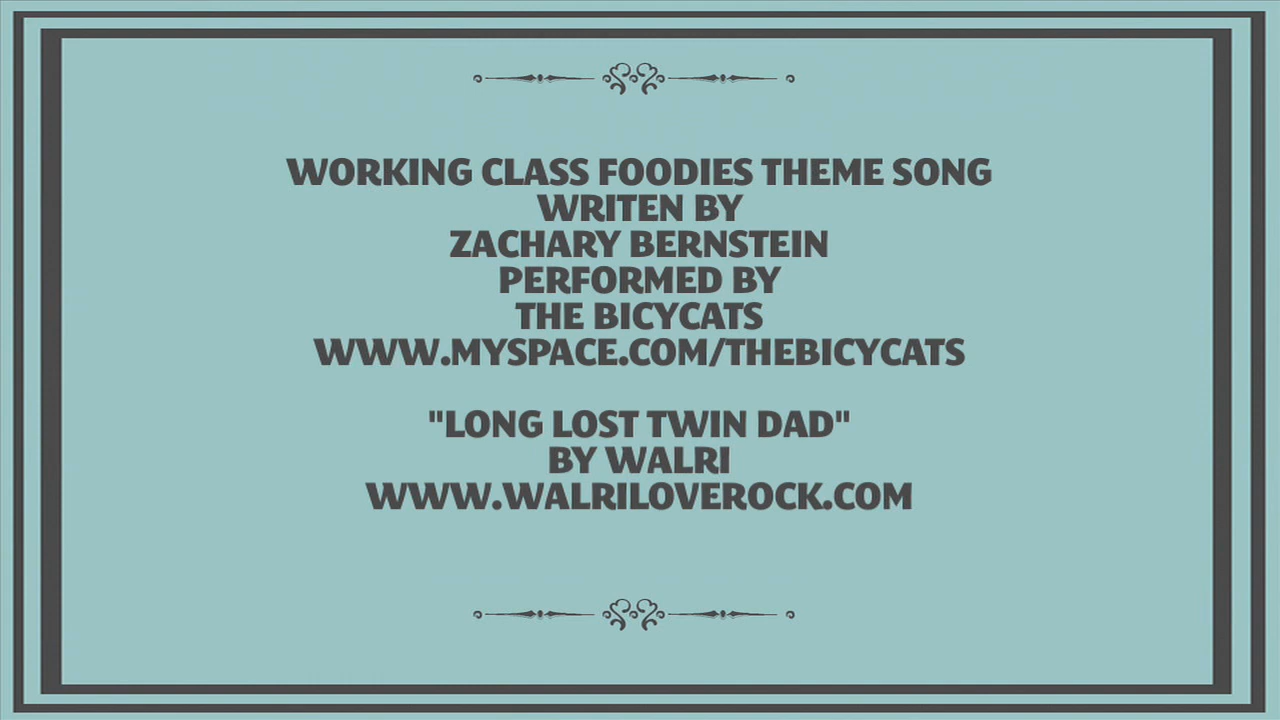 WORKING CLASS FOODIES THEME SONG
WRITEN BY
ZACHARY BERNSTEIN
PERFORMED BY
THE BICYCATS
WWW.MYSPACE.COM/THEBICYCATS
"LONG LOST TWIN DAD"
BY WALRI
WWW.WALRILOVEROCK.COM